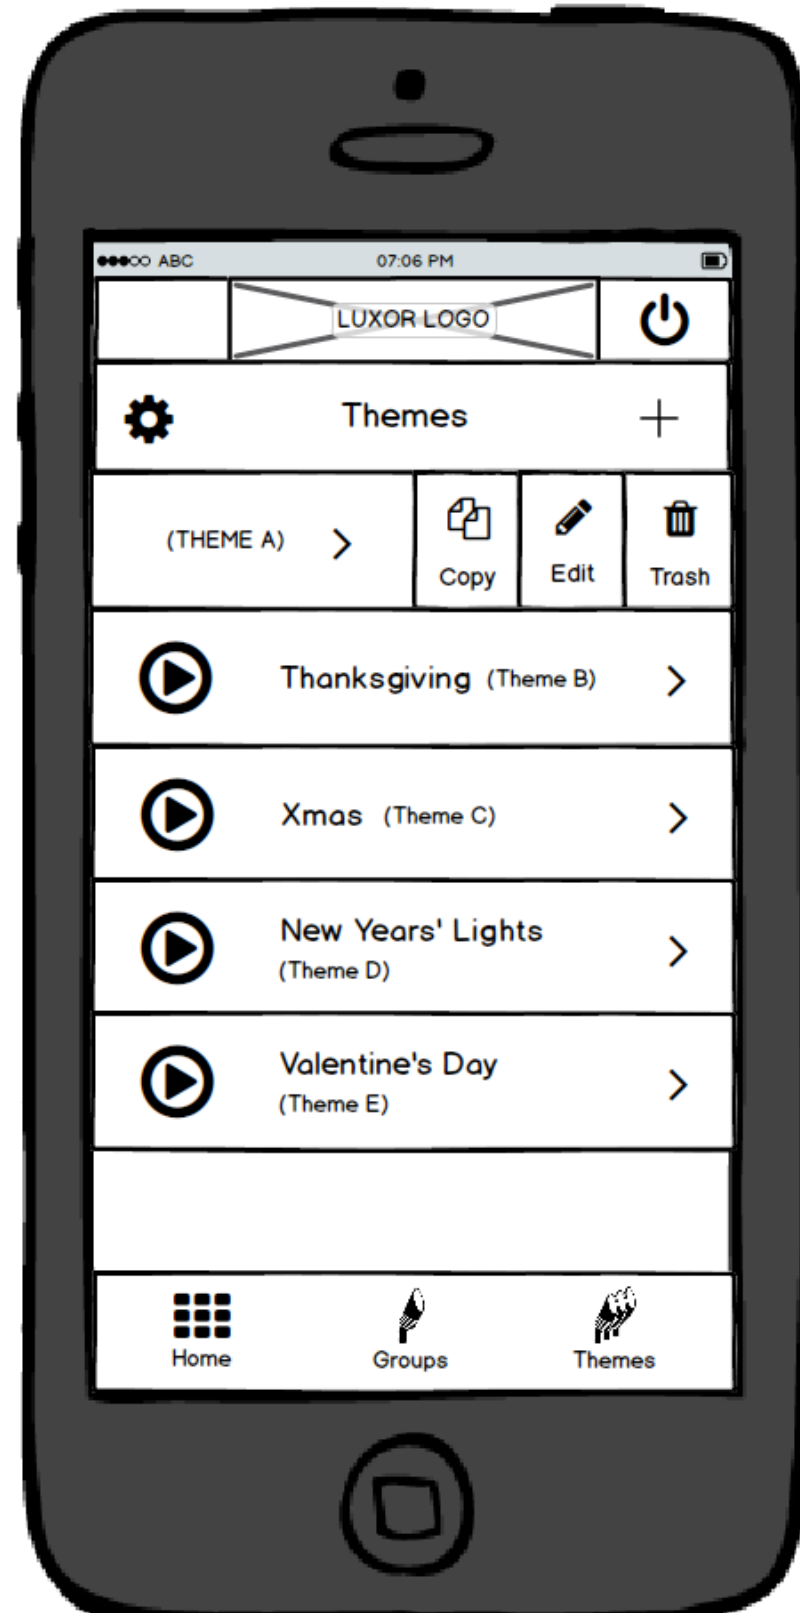 ABC 07:06 PM
LUXOR LOGO
Themes
(THEME A)
Copy Edit Trash
Thanksgiving (Theme B)
Xmas (Theme C)
New Years' Lights
(Theme D)
Valentine's Day
(Theme E)
Home Groups Themes